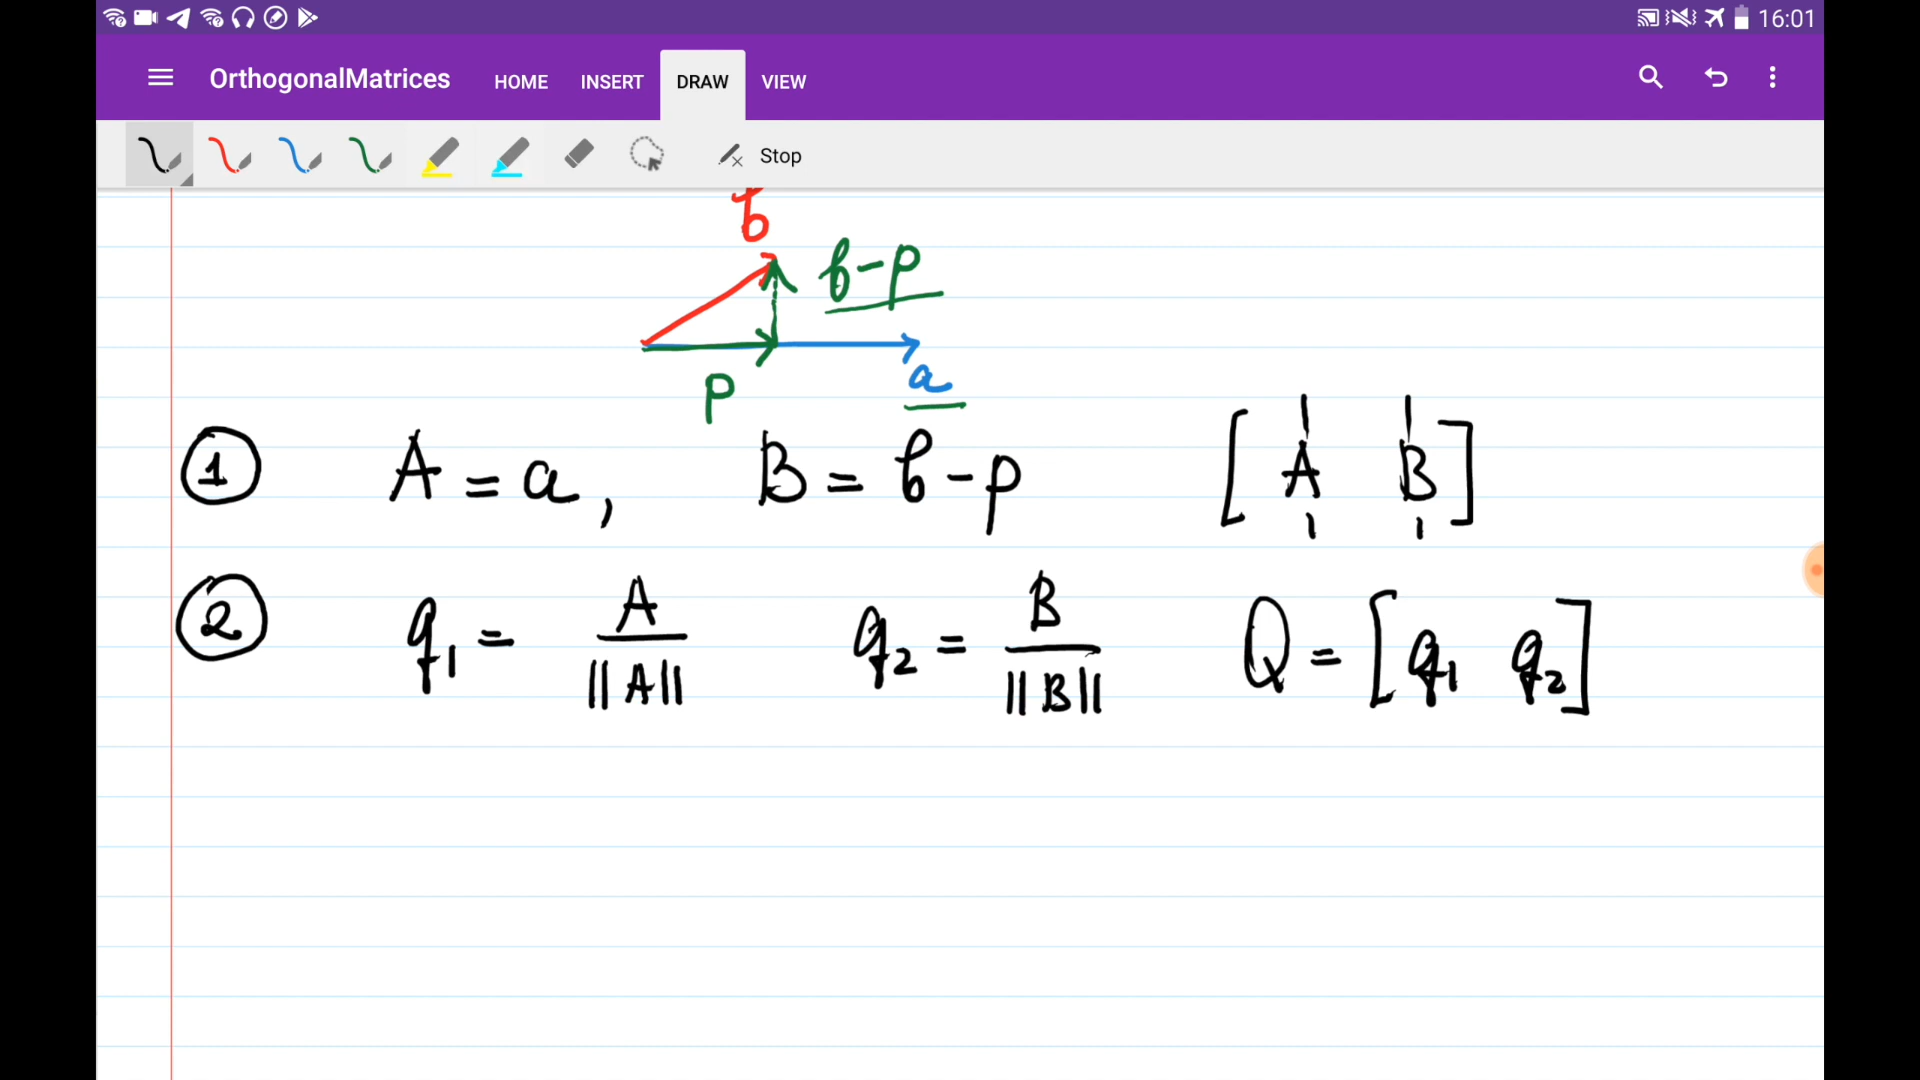 16:01
OrthogonalMatrices HOME INSERT DRAW VIEW
Stop
b
b-p
p a
① A = a, B = b-p [A B]
② q₁ = A/||A|| q₂ = B/||B|| Q = [q₁ q₂]